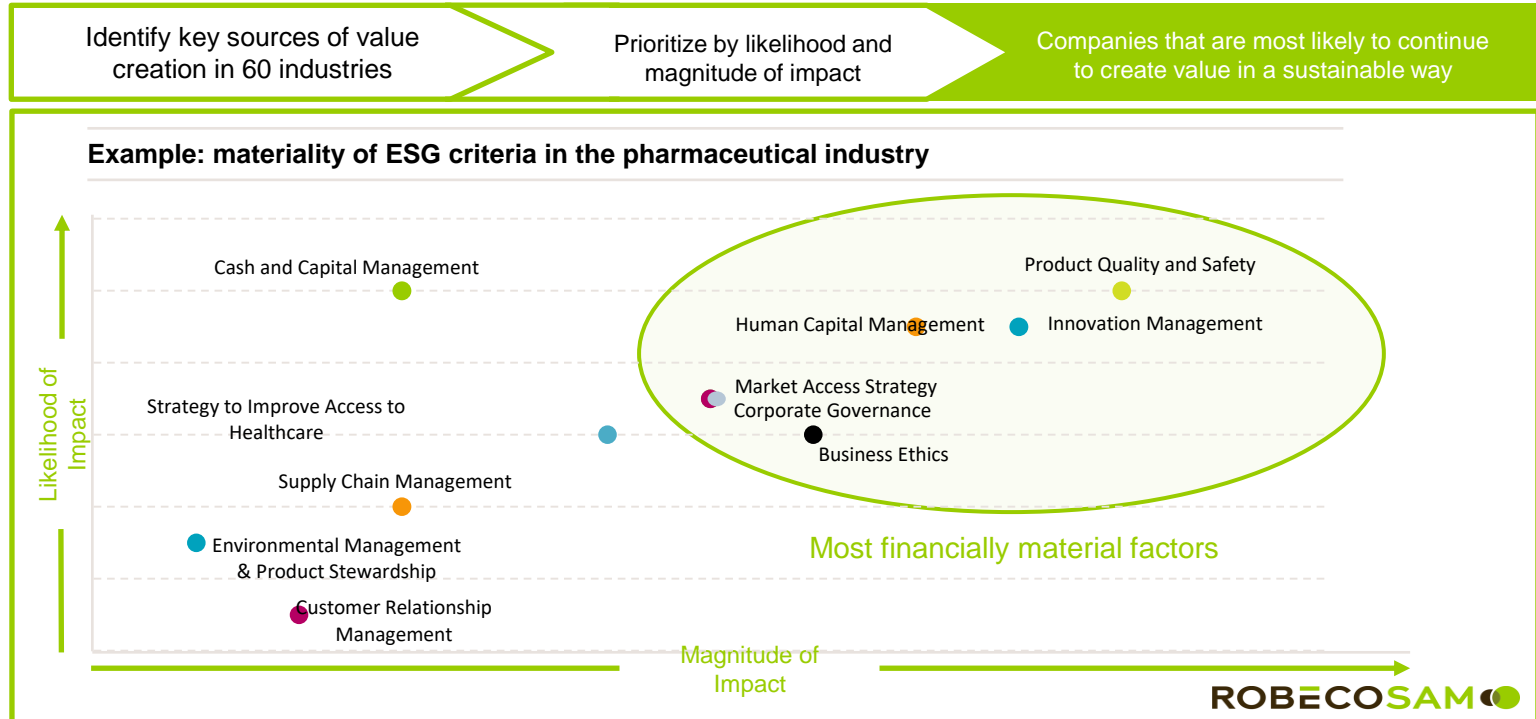 Identify key sources of value
creation in 60 industries
Prioritize by likelihood and
magnitude of impact
Companies that are most likely to continue
to create value in a sustainable way
Example: materiality of ESG criteria in the pharmaceutical industry
Likelihood of
Impact
Cash and Capital Management
Product Quality and Safety
Human Capital Management
Innovation Management
Market Access Strategy
Corporate Governance
Strategy to Improve Access to
Healthcare
Business Ethics
Supply Chain Management
Environmental Management
& Product Stewardship
Most financially material factors
Customer Relationship
Management
Magnitude of
Impact
ROBECOSAM